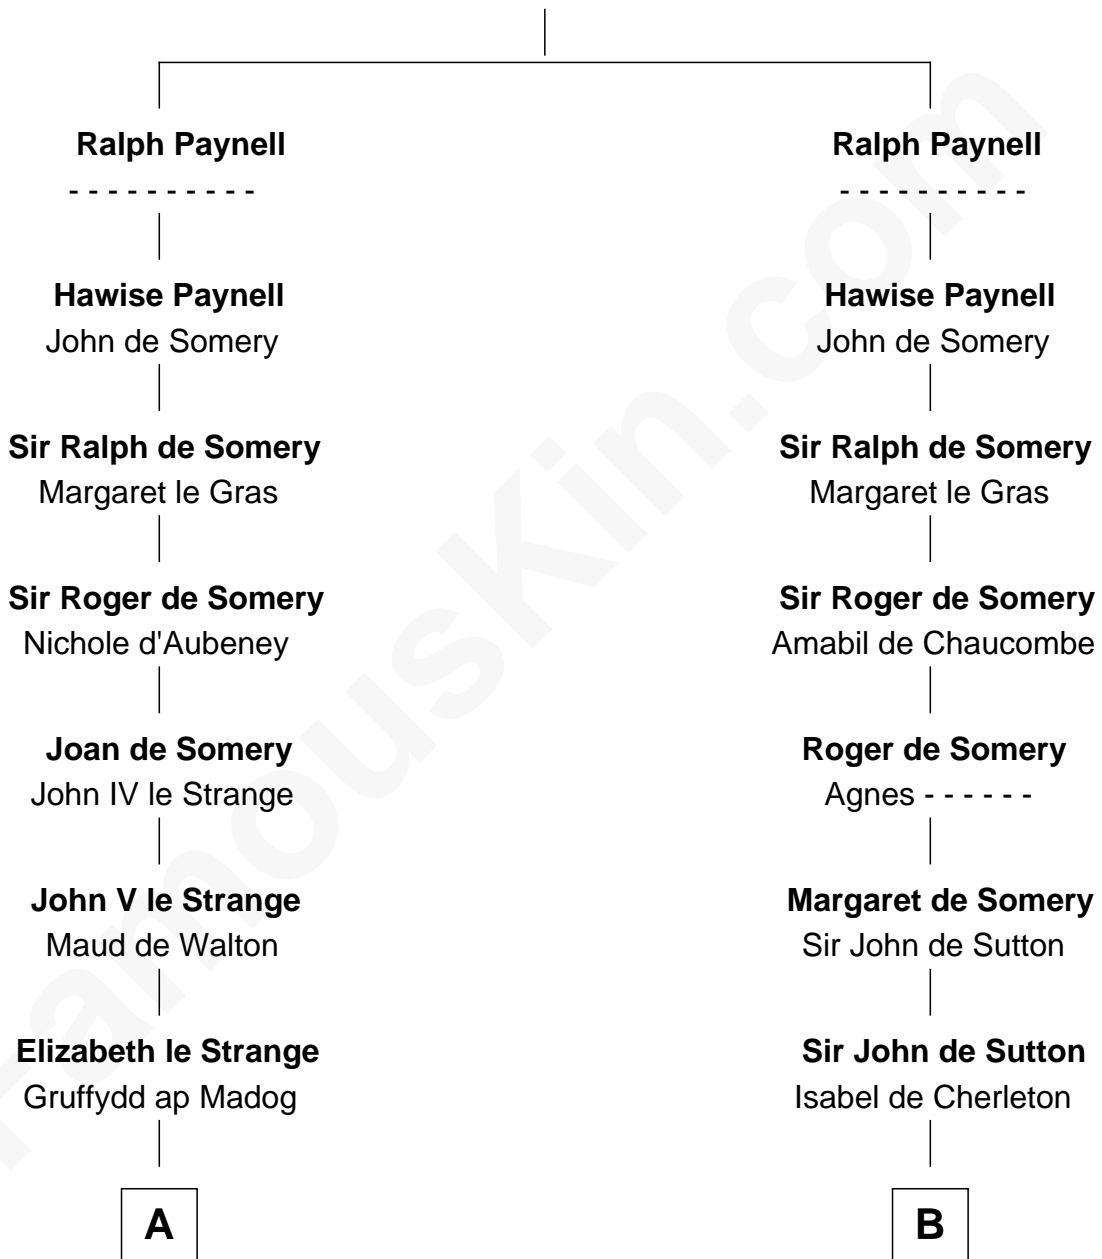 Ralph Paynell
- - - - - - - - - -
Hawise Paynell
John de Somery
Sir Ralph de Somery
Margaret le Gras
Sir Roger de Somery
Nichole d'Aubeney
Joan de Somery
John IV le Strange
John V le Strange
Maud de Walton
Elizabeth le Strange
Gruffydd ap Madog
A
Ralph Paynell
- - - - - - - - - -
Hawise Paynell
John de Somery
Sir Ralph de Somery
Margaret le Gras
Sir Roger de Somery
Amabil de Chaucombe
Roger de Somery
Agnes - - - - - -
Margaret de Somery
Sir John de Sutton
Sir John de Sutton
Isabel de Cherleton
B
FamousKin.com